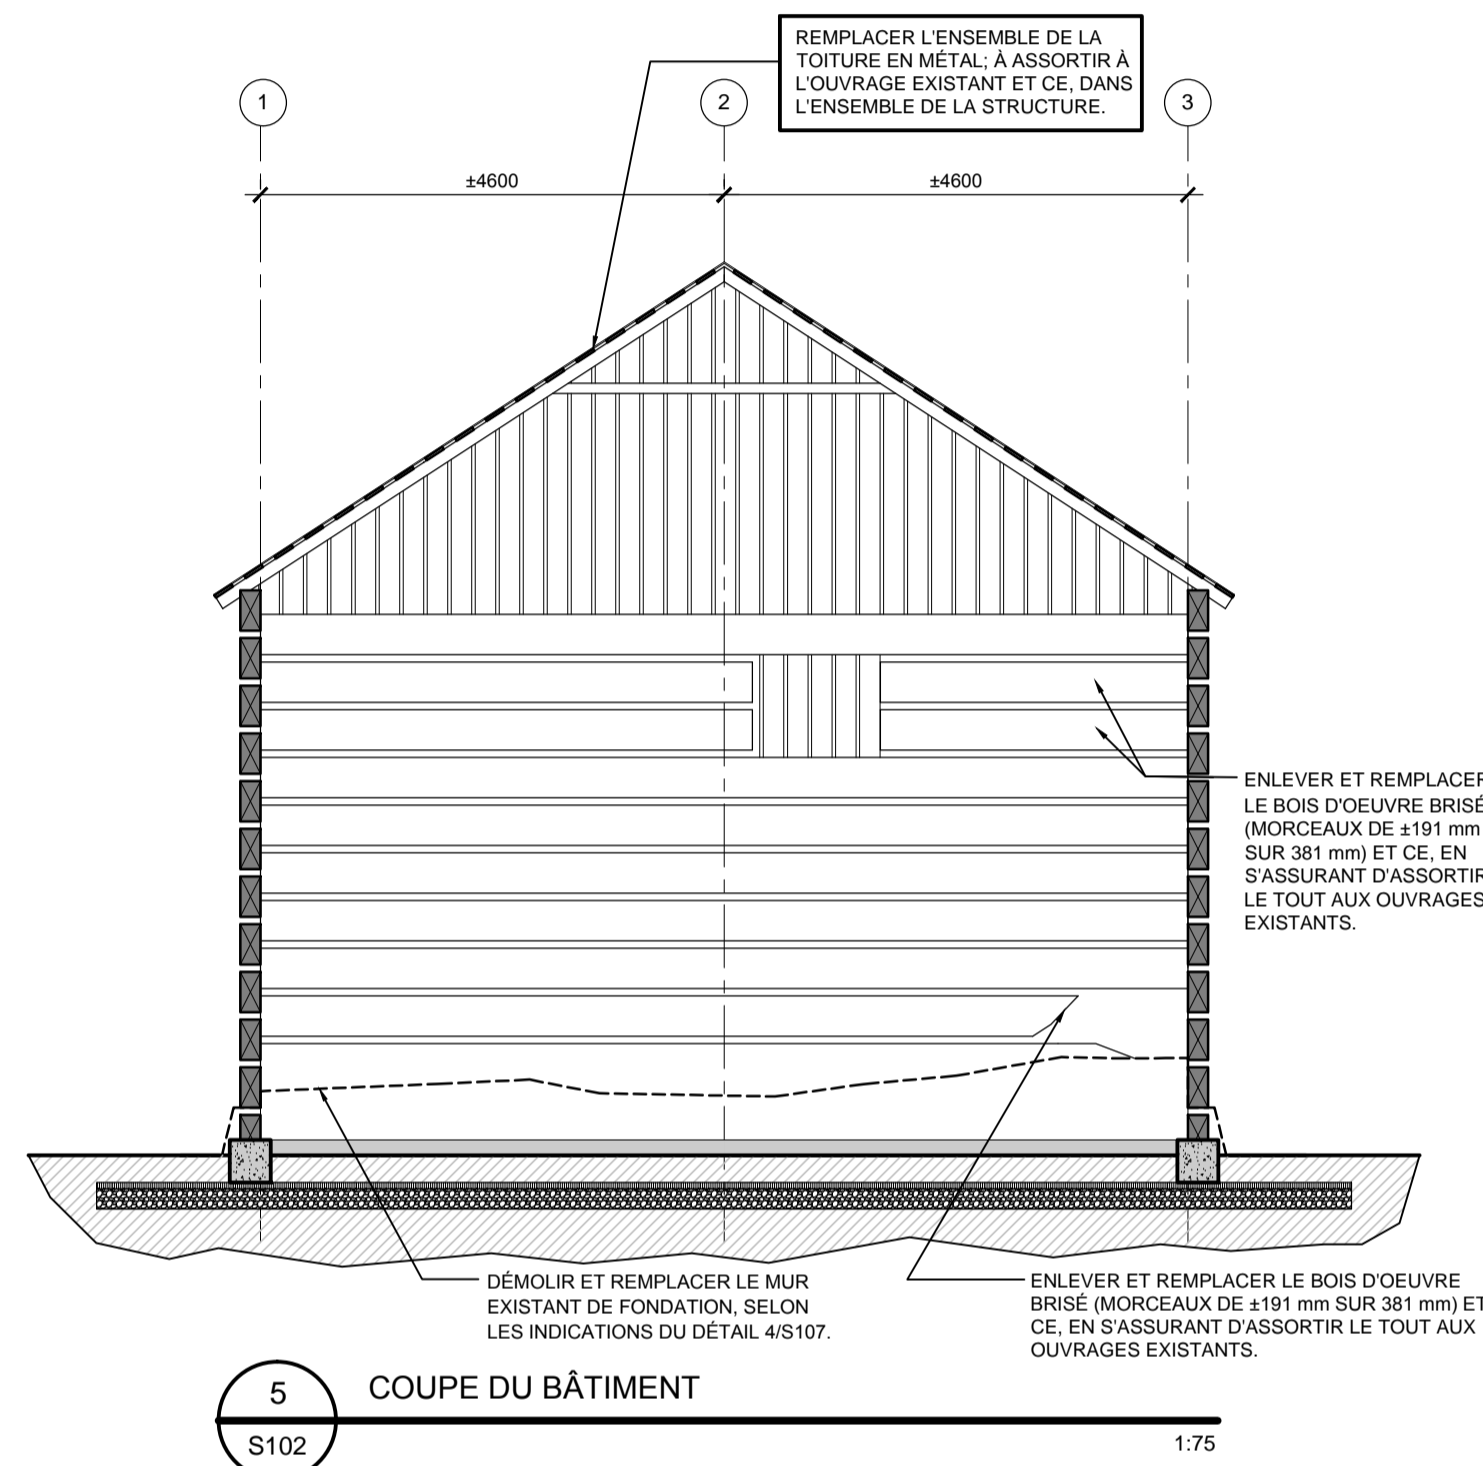 REMPLACER L'ENSEMBLE DE LA
TOITURE EN MÉTAL; À ASSORTIR À
L'OUVRAGE EXISTANT ET CE, DANS
L'ENSEMBLE DE LA STRUCTURE.
1
2
3
±4600
±4600
ENLEVER ET REMPLACER
LE BOIS D'OEUVRE BRISÉ
(MORCEAUX DE ±191 mm
SUR 381 mm) ET CE, EN
S'ASSURANT D'ASSORTIR
LE TOUT AUX OUVRAGES
EXISTANTS.
DÉMOLIR ET REMPLACER LE MUR
EXISTANT DE FONDATION, SELON
LES INDICATIONS DU DÉTAIL 4/S107.
ENLEVER ET REMPLACER LE BOIS D'OEUVRE
BRISÉ (MORCEAUX DE ±191 mm SUR 381 mm) ET
CE, EN S'ASSURANT D'ASSORTIR LE TOUT AUX
OUVRAGES EXISTANTS.
5
COUPE DU BÂTIMENT
S102
1:75